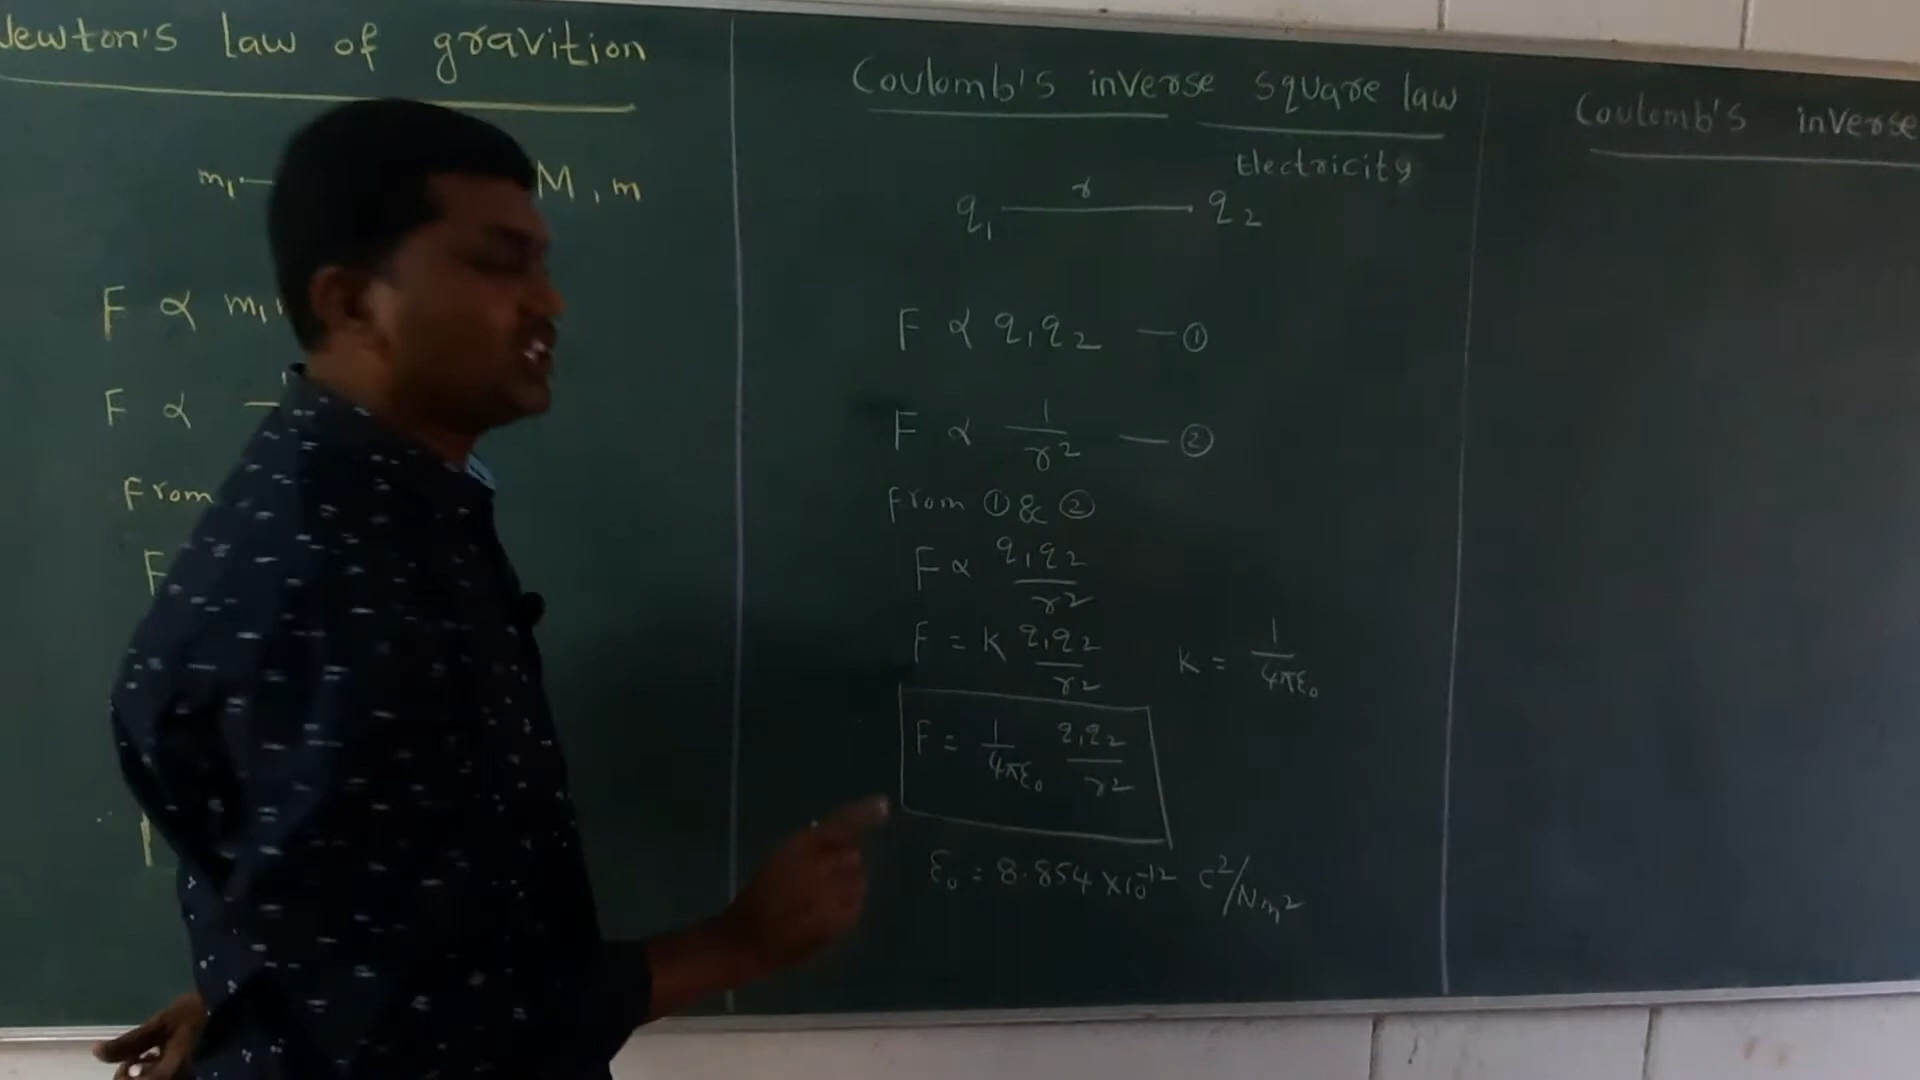 Newton's law of gravition
m₁ M, m
F ∝ m₁
F ∝
From
F
Coulomb's inverse square law
Electricity
q₁ r q₂
F ∝ q₁q₂ — ①
F ∝ 1/r² — ②
From ① & ②
F ∝ q₁q₂/r²
F = K q₁q₂/r² K = 1/4πε₀
F = 1/4πε₀ q₁q₂/r²
ε₀ = 8.854 × 10⁻¹² C²/Nm²
Coulomb's inverse